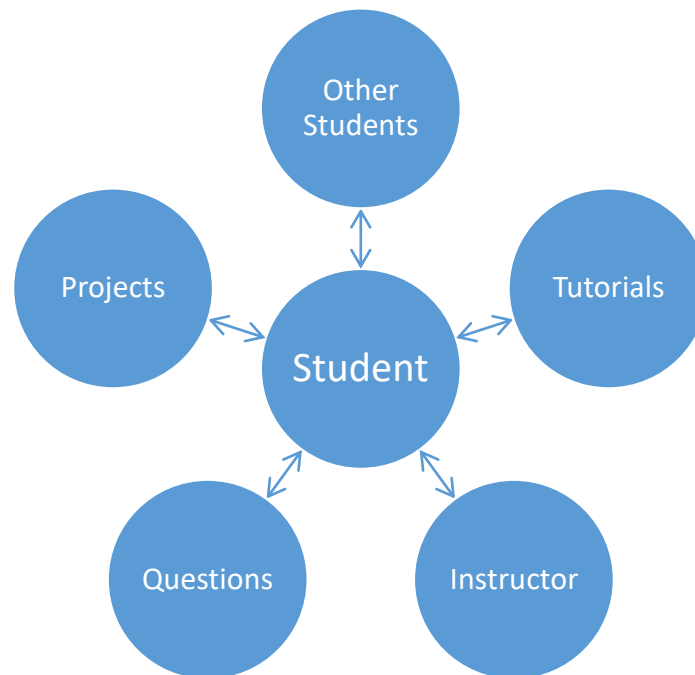 Other
Students
Projects
Tutorials
Student
Questions
Instructor